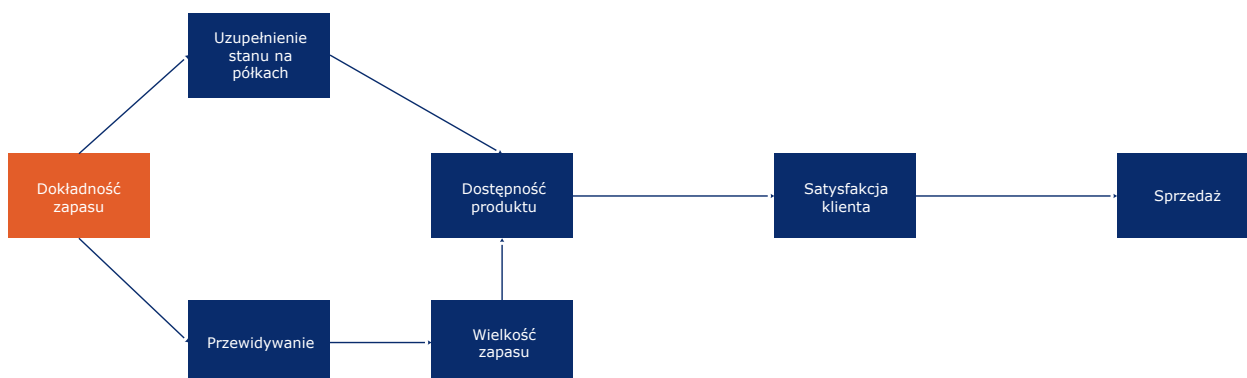 Uzupełnienie
stanu na
półkach
Dokładność
zapasu
Dostępność
produktu
Satysfakcja
klienta
Sprzedaż
Przewidywanie
Wielkość
zapasu